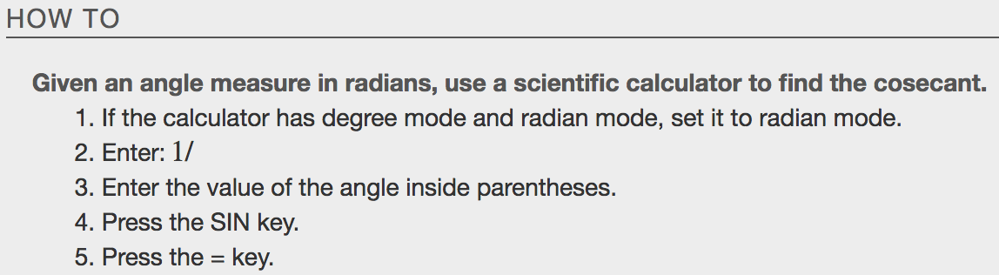 HOW TO
Given an angle measure in radians, use a scientific calculator to find the cosecant.
1. If the calculator has degree mode and radian mode, set it to radian mode.
2. Enter: 1/
3. Enter the value of the angle inside parentheses.
4. Press the SIN key.
5. Press the = key.